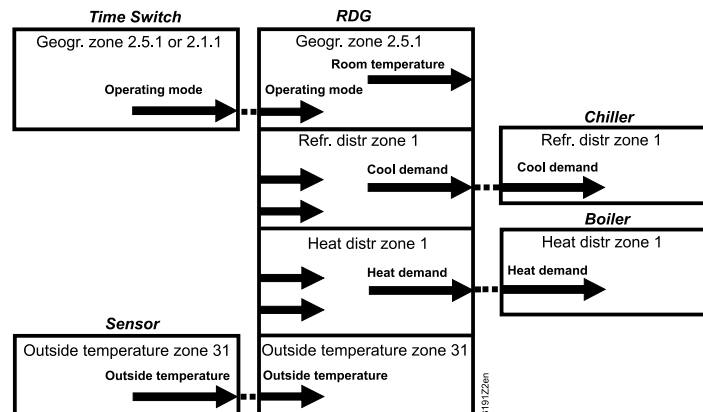 Time Switch
RDG
Geogr. zone 2.5.1 or 2.1.1
Geogr. zone 2.5.1
Room temperature
Operating mode
Operating mode
Chiller
Refr. distr zone 1
Refr. distr zone 1
Cool demand
Cool demand
Boiler
Heat distr zone 1
Heat distr zone 1
Heat demand
Heat demand
Sensor
Outside temperature zone 31
Outside temperature zone 31
Outside temperature
Outside temperature